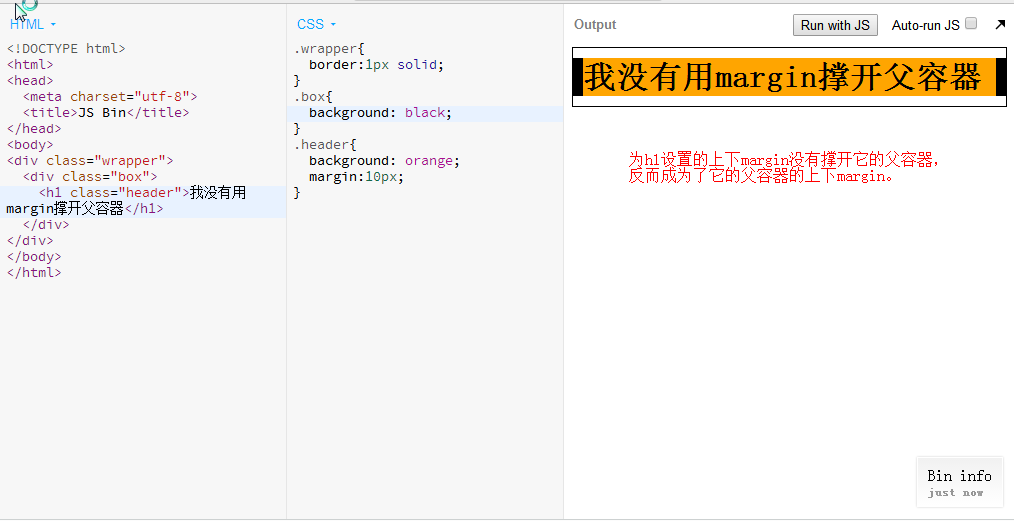 HTML
<!DOCTYPE html>
<html>
<head>
<meta charset="utf-8">
<title>JS Bin</title>
</head>
<body>
<div class="wrapper">
<div class="box">
<h1 class="header">我没有用
margin撑开父容器</h1>
</div>
</div>
</body>
</html>
CSS
.wrapper{
border:1px solid;
}
.box{
background: black;
}
.header{
background: orange;
margin:10px;
}
Output
Run with JS
Auto-run JS
我没有用margin撑开父容器
为h1设置的上下margin没有撑开它的父容器，
反而成为了它的父容器的上下margin。
Bin info
just now